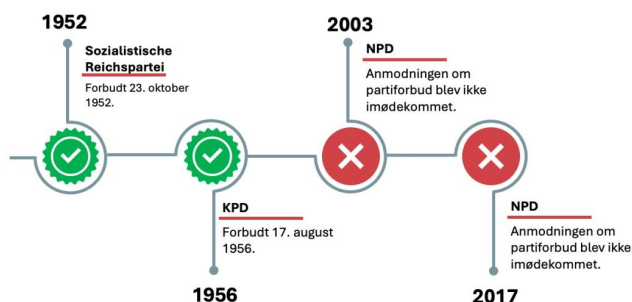 1952
Sozialistische
Reichspartei
Forbudt 23. oktober
1952.
KPD
Forbudt 17. august
1956.
1956
2003
NPD
Anmodningen om
partiforbud blev ikke
imødekommet.
NPD
Anmodningen om
partiforbud blev ikke
imødekommet.
2017